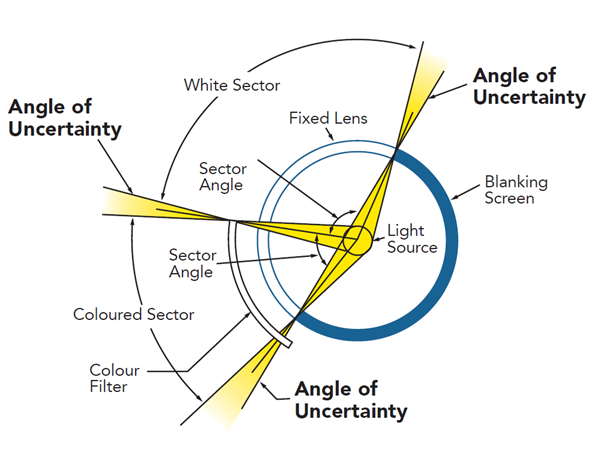 White Sector
Angle of
Uncertainty
Angle of
Uncertainty
Fixed Lens
Sector
Angle
Blanking
Screen
Light
Source
Sector
Angle
Coloured Sector
Colour
Filter
Angle of
Uncertainty